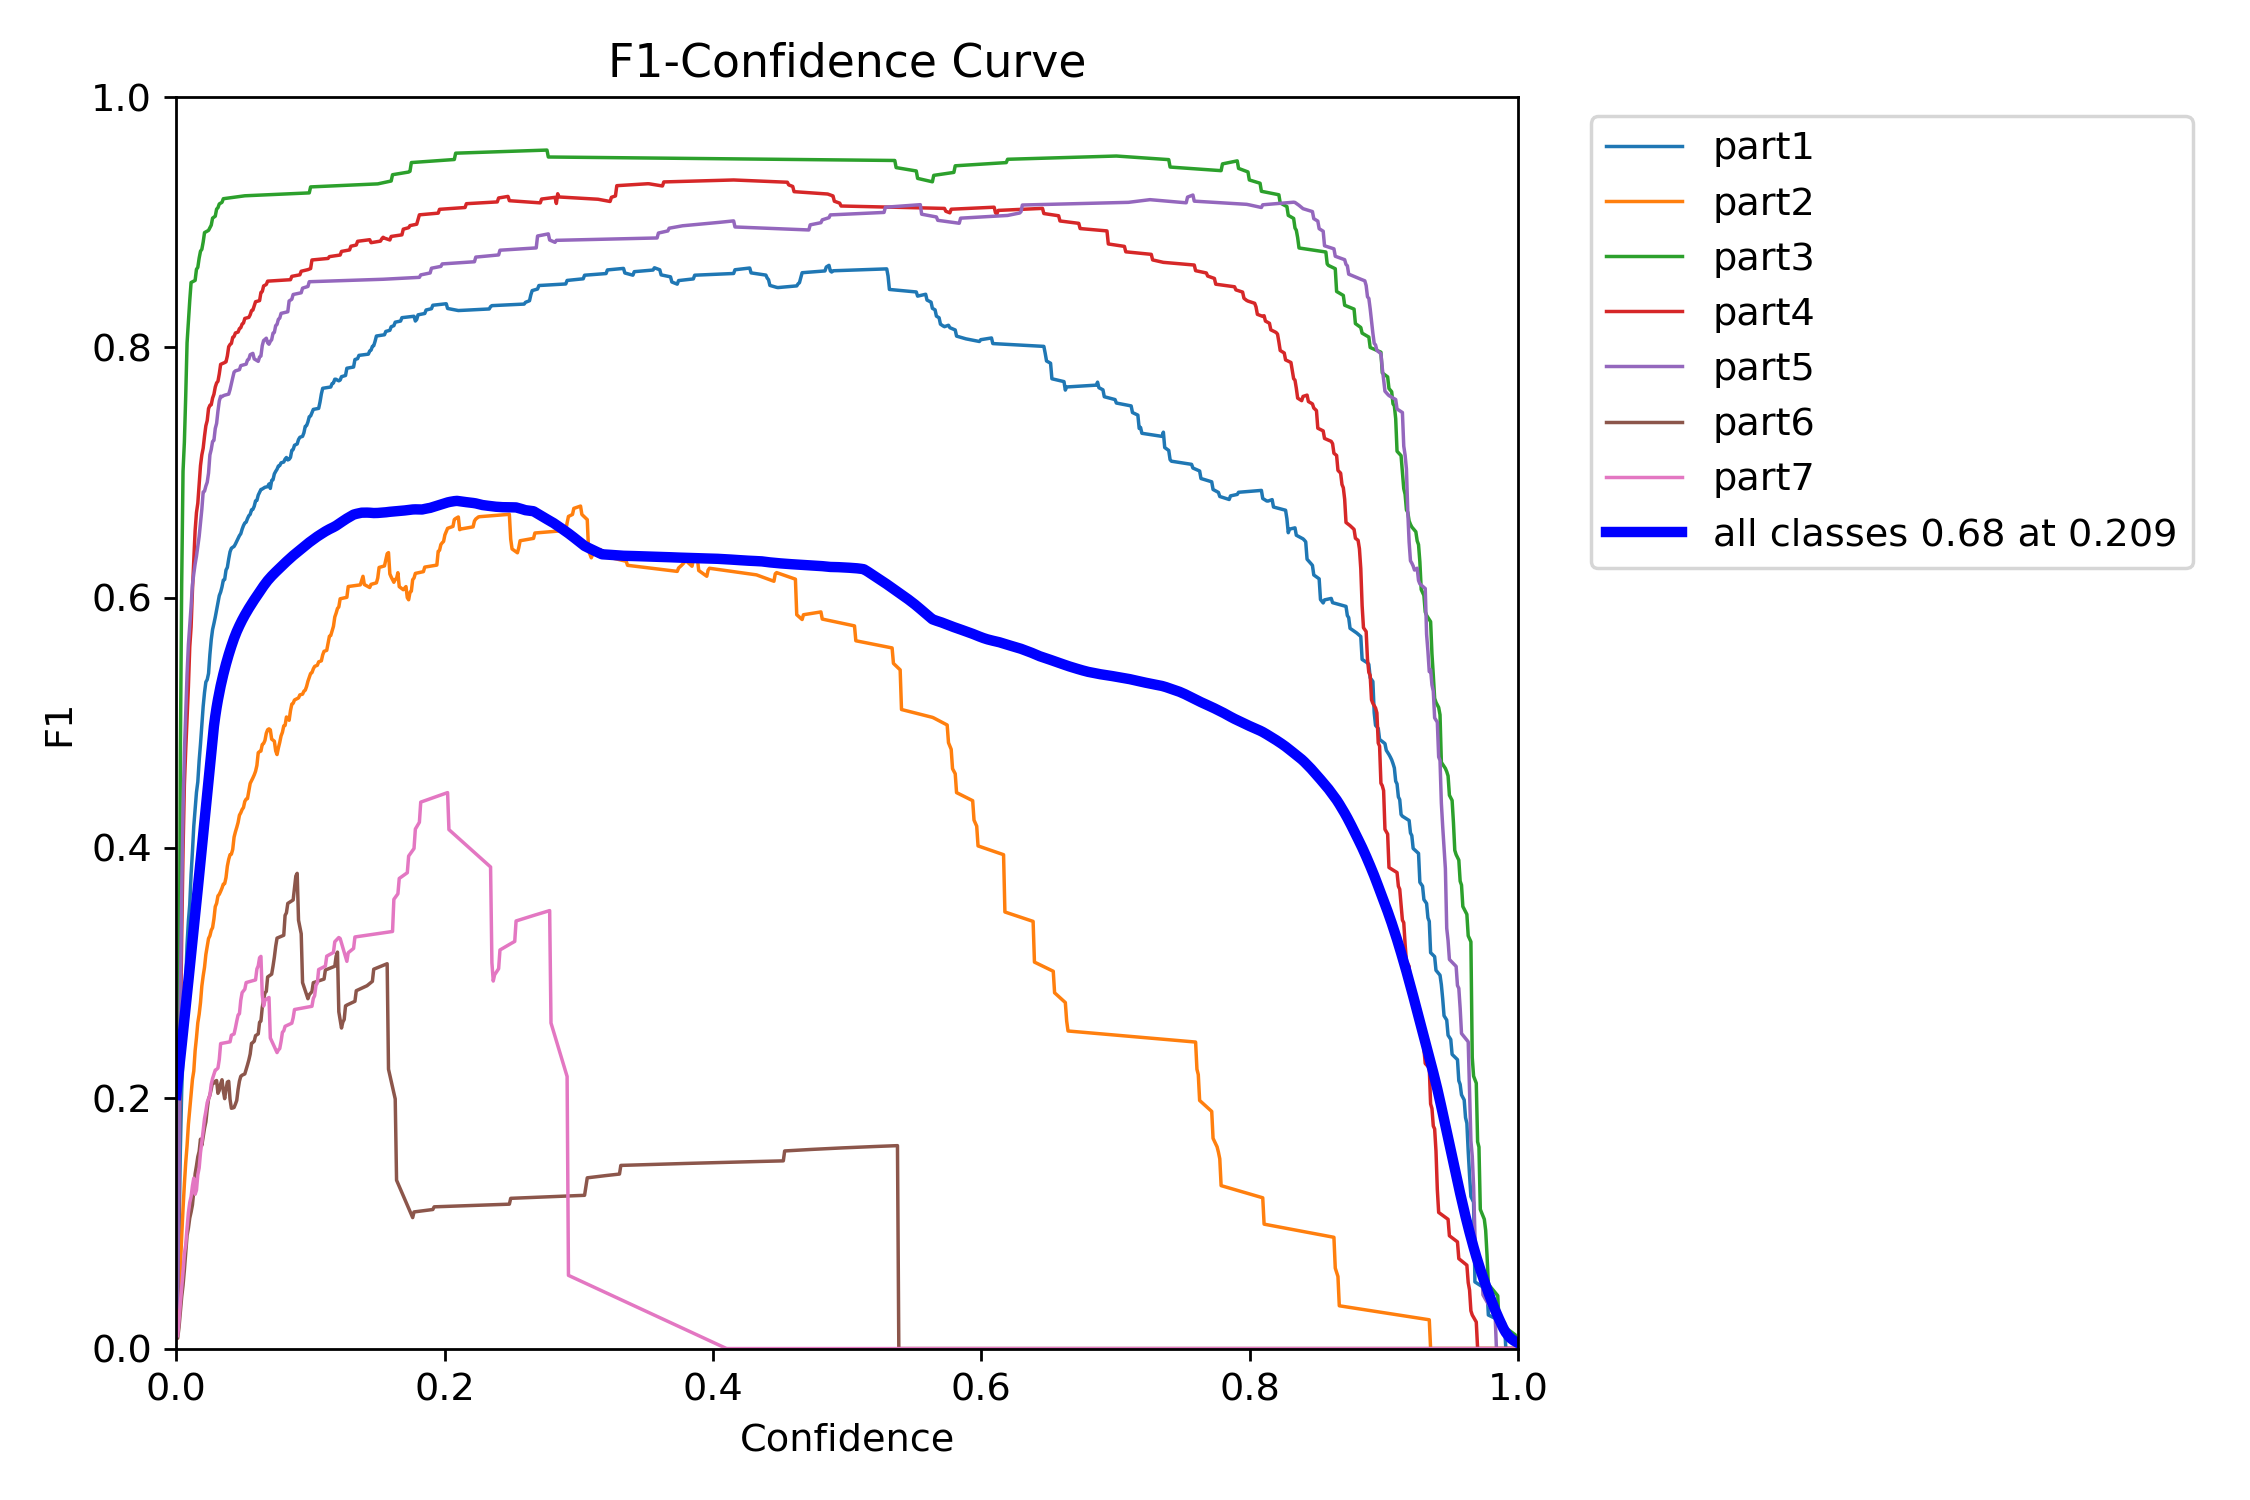 F1-Confidence Curve
1.0
0.8
0.6
0.4
0.2
0.0
F1
0.0 0.2 0.4 0.6 0.8 1.0
Confidence
part1
part2
part3
part4
part5
part6
part7
all classes 0.68 at 0.209